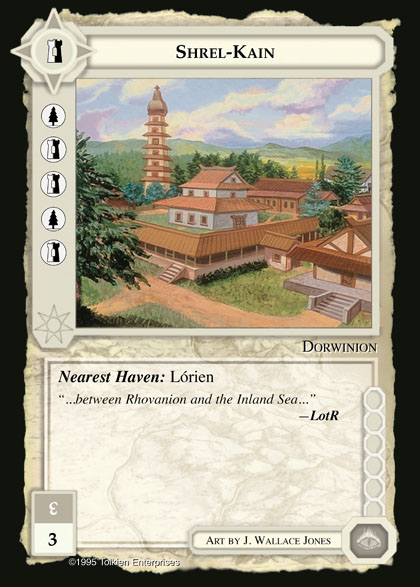 SHREL-KAIN
DORWINION
Nearest Haven: Lórien
“...between Rhovanion and the Inland Sea...”
—LotR
3
3
ART BY J. WALLACE JONES
©1995 Tolkien Enterprises